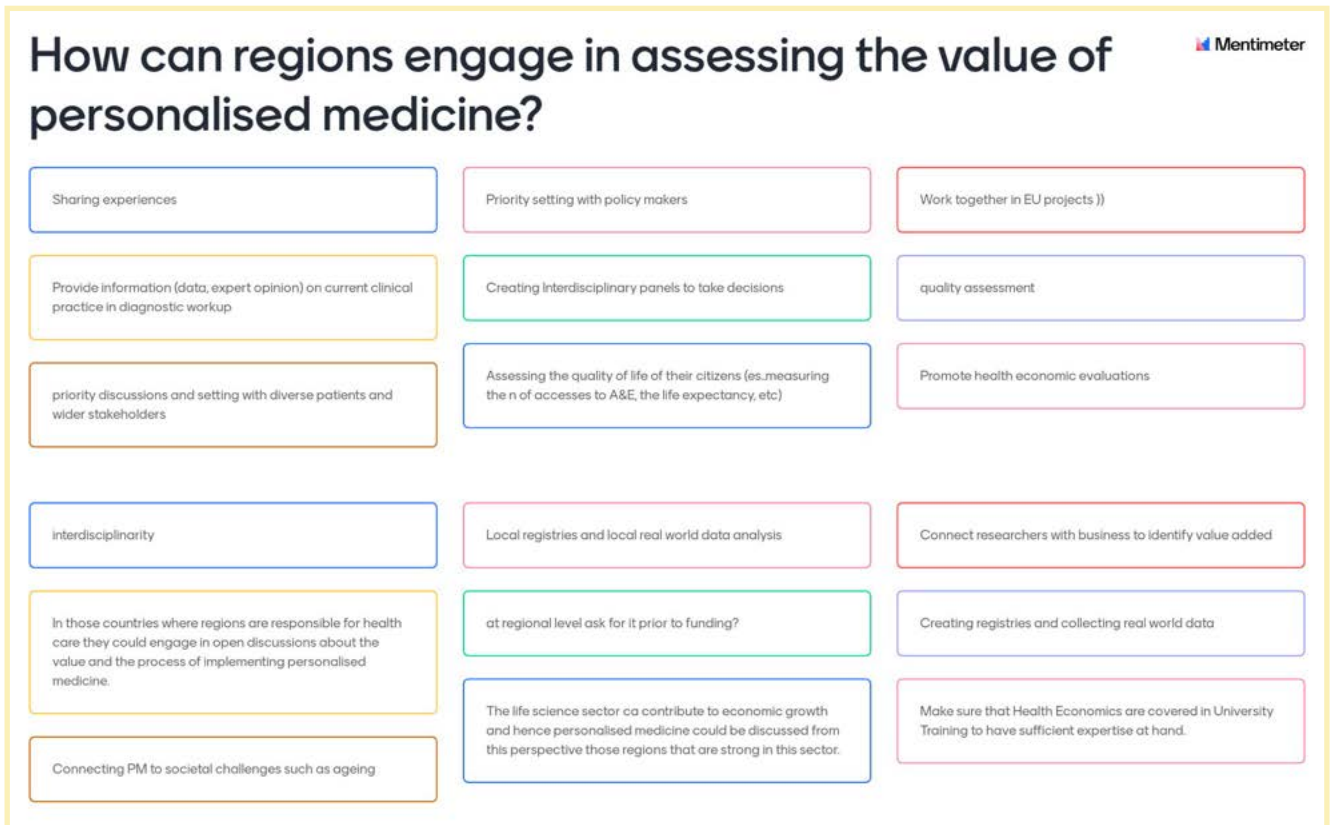 How can regions engage in assessing the value of
personalised medicine?
Mentimeter
Sharing experiences
Priority setting with policy makers
Work together in EU projects ))
Provide information (data, expert opinion) on current clinical
practice in diagnostic workup
Creating Interdisciplinary panels to take decisions
quality assessment
priority discussions and setting with diverse patients and
wider stakeholders
Assessing the quality of life of their citizens (es..measuring
the n of accesses to A&E, the life expectancy, etc)
Promote health economic evaluations
interdisciplinarity
Local registries and local real world data analysis
Connect researchers with business to identify value added
In those countries where regions are responsible for health
care they could engage in open discussions about the
value and the process of implementing personalised
medicine.
at regional level ask for it prior to funding?
Creating registries and collecting real world data
Connecting PM to societal challenges such as ageing
The life science sector ca contribute to economic growth
and hence personalised medicine could be discussed from
this perspective those regions that are strong in this sector.
Make sure that Health Economics are covered in University
Training to have sufficient expertise at hand.